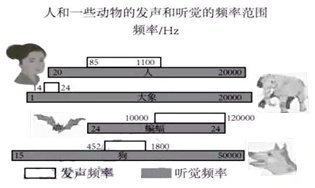 人和一些动物的发声和听觉的频率范围
频率/Hz
85 1100
20 人 20000
14 24
1 大象 20000
10000 120000
24 蝙蝠 24
452 1800
15 狗 50000
发声频率 听觉频率